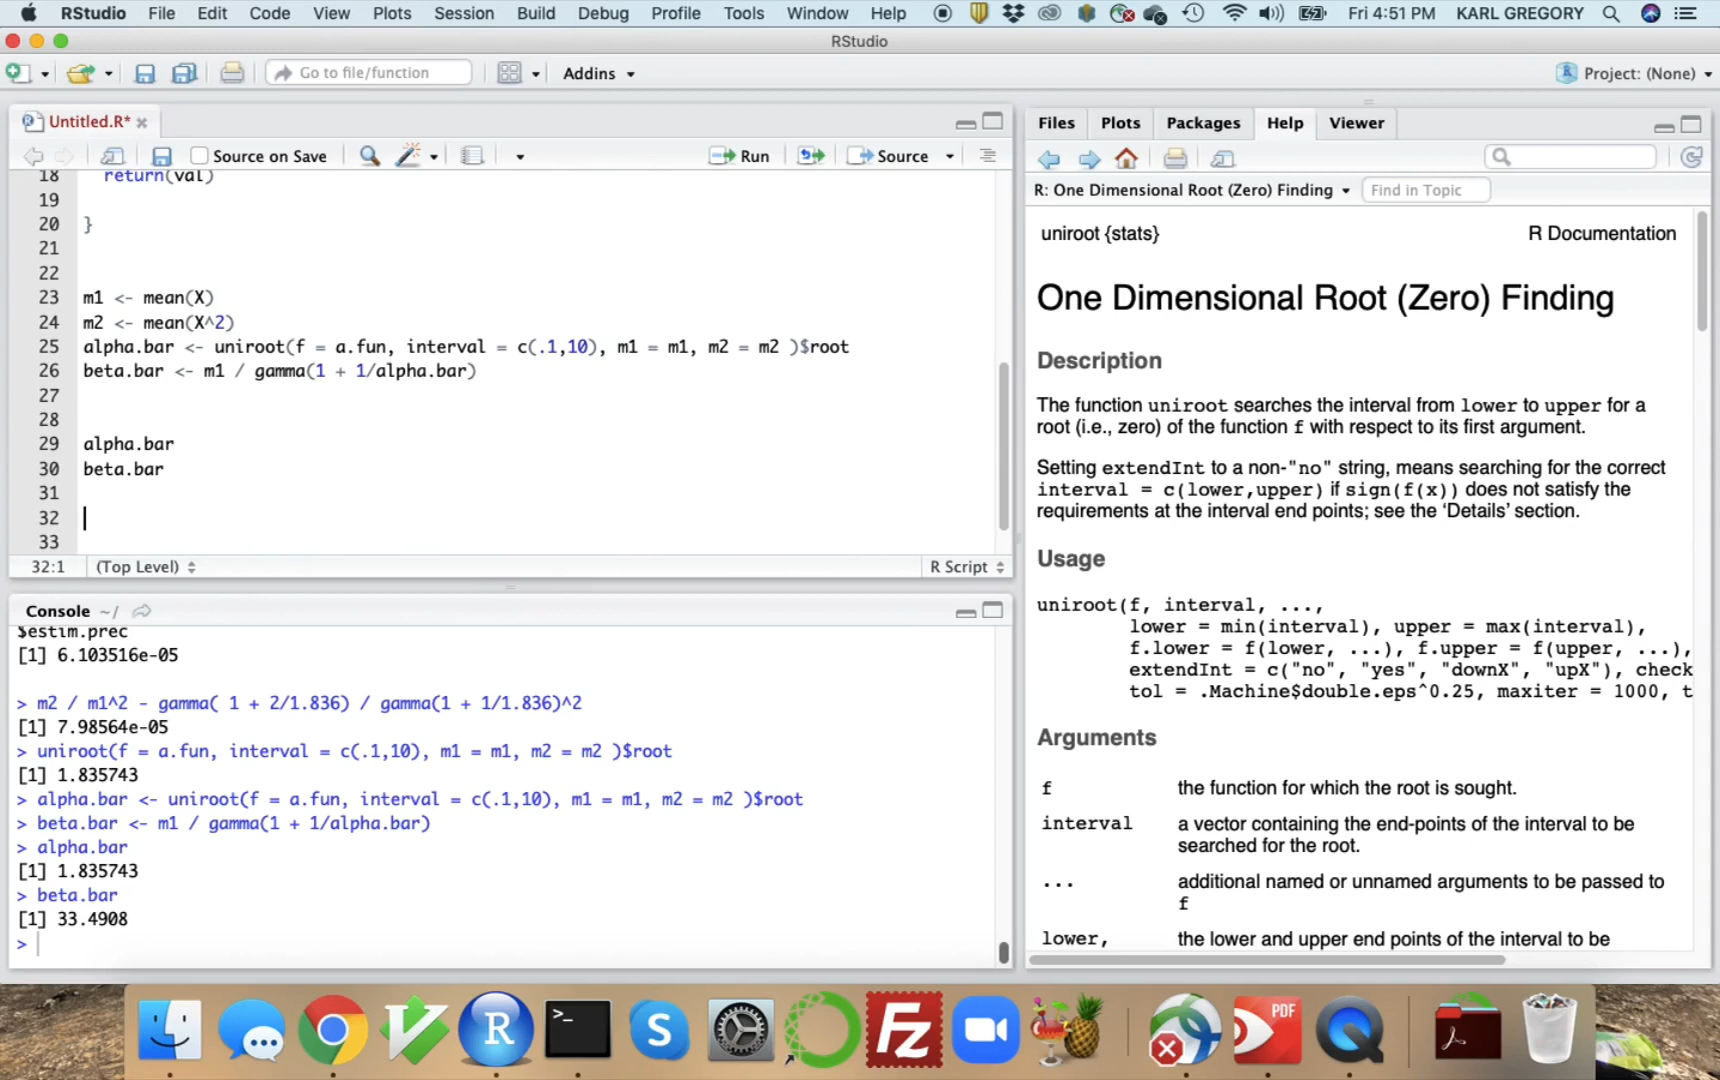 RStudio File Edit Code View Plots Session Build Debug Profile Tools Window Help Fri 4:51 PM KARL GREGORY
RStudio
Go to file/function Addins Project: (None)
Untitled.R*
Source on Save Run Source
18 return(val)
19
20 }
21
22
23 m1 <- mean(X)
24 m2 <- mean(X^2)
25 alpha.bar <- uniroot(f = a.fun, interval = c(.1,10), m1 = m1, m2 = m2 )$root
26 beta.bar <- m1 / gamma(1 + 1/alpha.bar)
27
28
29 alpha.bar
30 beta.bar
31
32
33
32:1 (Top Level) R Script
Console ~/
$estim.prec
[1] 6.103516e-05
> m2 / m1^2 - gamma( 1 + 2/1.836) / gamma(1 + 1/1.836)^2
[1] 7.98564e-05
> uniroot(f = a.fun, interval = c(.1,10), m1 = m1, m2 = m2 )$root
[1] 1.835743
> alpha.bar <- uniroot(f = a.fun, interval = c(.1,10), m1 = m1, m2 = m2 )$root
> beta.bar <- m1 / gamma(1 + 1/alpha.bar)
> alpha.bar
[1] 1.835743
> beta.bar
[1] 33.4908
>
Files Plots Packages Help Viewer
R: One Dimensional Root (Zero) Finding Find in Topic
uniroot {stats} R Documentation
One Dimensional Root (Zero) Finding
Description
The function uniroot searches the interval from lower to upper for a
root (i.e., zero) of the function f with respect to its first argument.
Setting extendInt to a non-"no" string, means searching for the correct
interval = c(lower,upper) if sign(f(x)) does not satisfy the
requirements at the interval end points; see the ‘Details’ section.
Usage
uniroot(f, interval, ...,
lower = min(interval), upper = max(interval),
f.lower = f(lower, ...), f.upper = f(upper, ...),
extendInt = c("no", "yes", "downX", "upX"), check
tol = .Machine$double.eps^0.25, maxiter = 1000, t
Arguments
f the function for which the root is sought.
interval a vector containing the end-points of the interval to be
searched for the root.
... additional named or unnamed arguments to be passed to
f
lower, the lower and upper end points of the interval to be
R >_ S Fz PDF